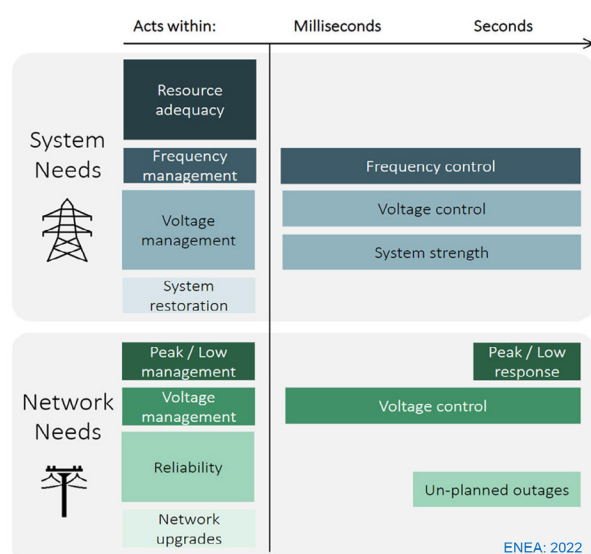 Acts within: Milliseconds Seconds
System
Needs
Resource
adequacy
Frequency
management
Frequency control
Voltage
management
Voltage control
System strength
System
restoration
Network
Needs
Peak / Low
management
Peak / Low
response
Voltage
management
Voltage control
Reliability
Un-planned outages
Network
upgrades
ENEA: 2022